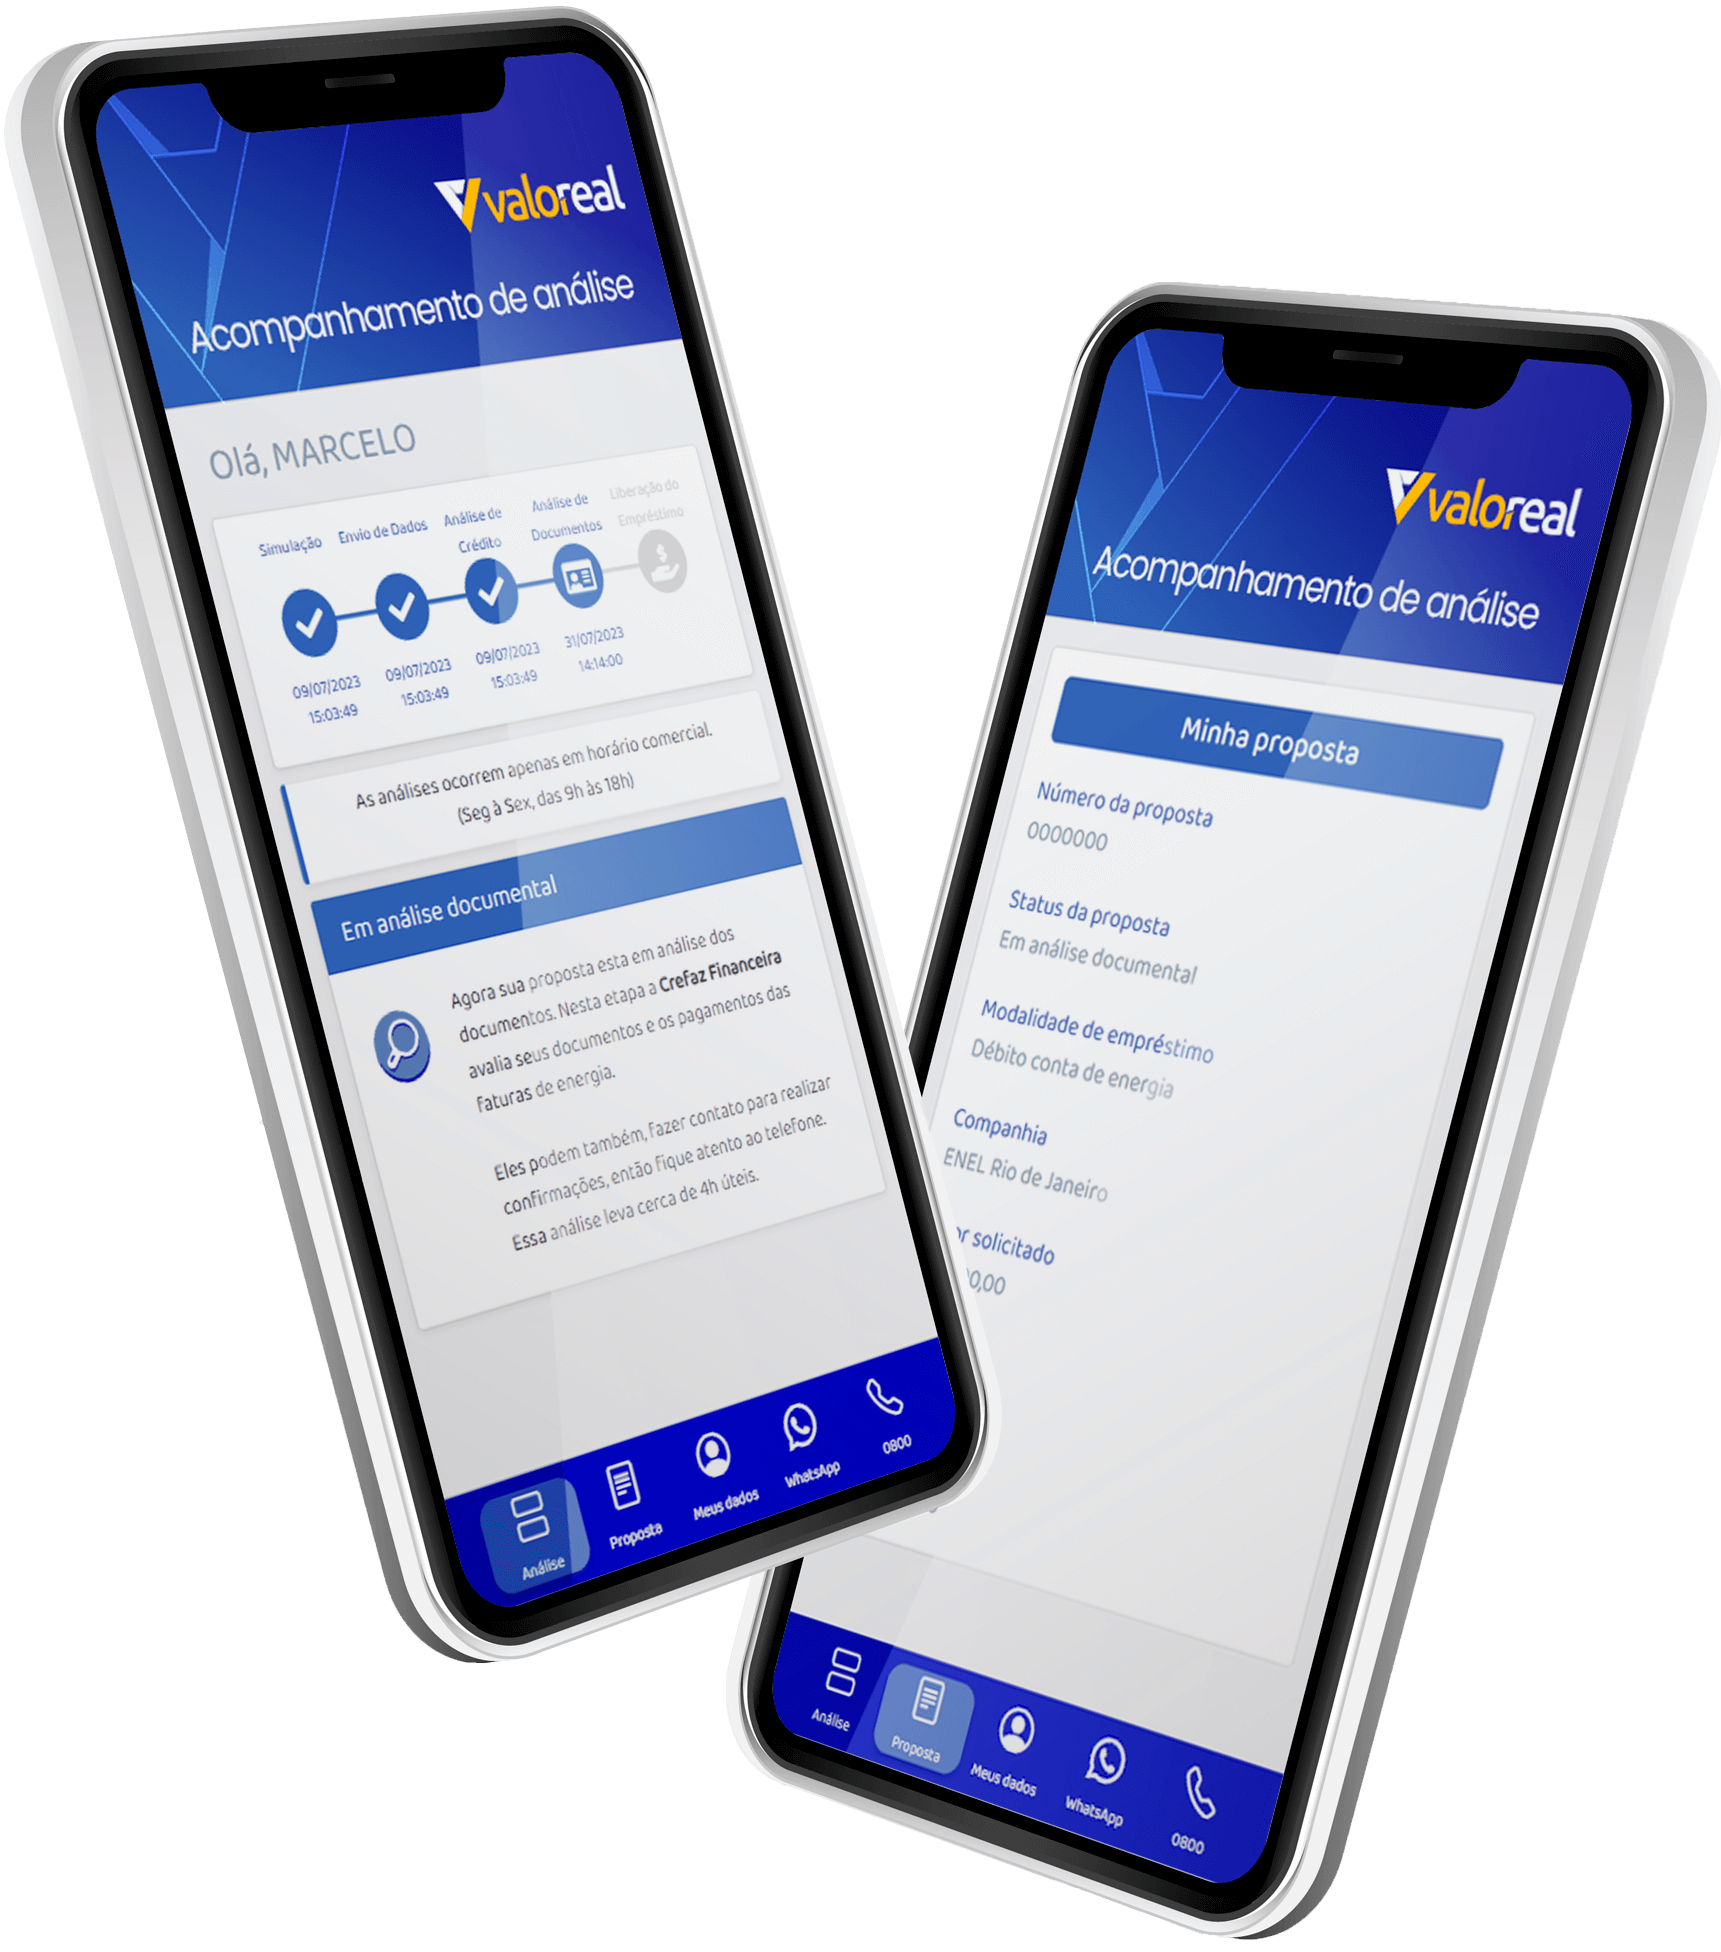 valoreal
Acompanhamento de análise
Olá, MARCELO
Simulação
Envio de Dados
Análise de
Crédito
Análise de
Documentos
Liberação do
Empréstimo
09/07/2023
15:03:49
09/07/2023
15:03:49
09/07/2023
15:03:49
31/07/2023
14:14:00
As análises ocorrem apenas em horário comercial.
(Seg à Sex, das 9h às 18h)
Em análise documental
Agora sua proposta esta em análise dos
documentos. Nesta etapa a Crefaz Financeira
avalia seus documentos e os pagamentos das
faturas de energia.
Eles podem também, fazer contato para realizar
confirmações, então fique atento ao telefone.
Essa análise leva cerca de 4h úteis.
Análise
Proposta
Meus dados
WhatsApp
0800
valoreal
Acompanhamento de análise
Minha proposta
Número da proposta
0000000
Status da proposta
Em análise documental
Modalidade de empréstimo
Débito conta de energia
Companhia
ENEL Rio de Janeiro
solicitado
0,00
Análise
Proposta
Meus dados
WhatsApp
0800